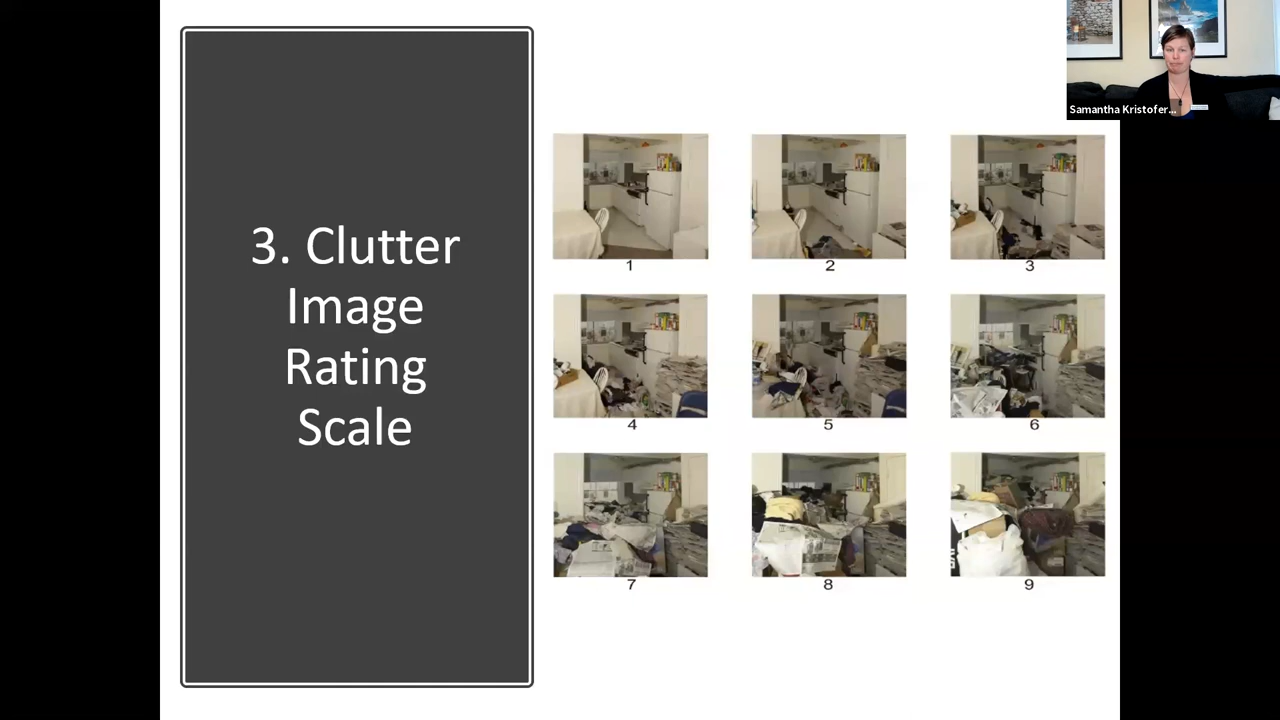 3. Clutter
Image
Rating
Scale
Samantha Kristofer...
1
2
3
4
5
6
7
8
9